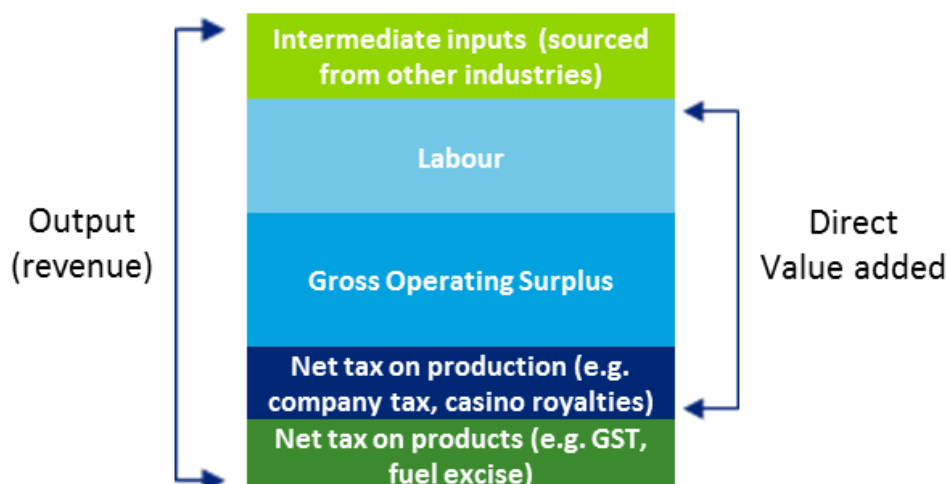 Intermediate inputs (sourced
from other industries)
Labour
Output
(revenue)
Gross Operating Surplus
Direct
Value added
Net tax on production (e.g.
company tax, casino royalties)
Net tax on products (e.g. GST,
fuel excise)